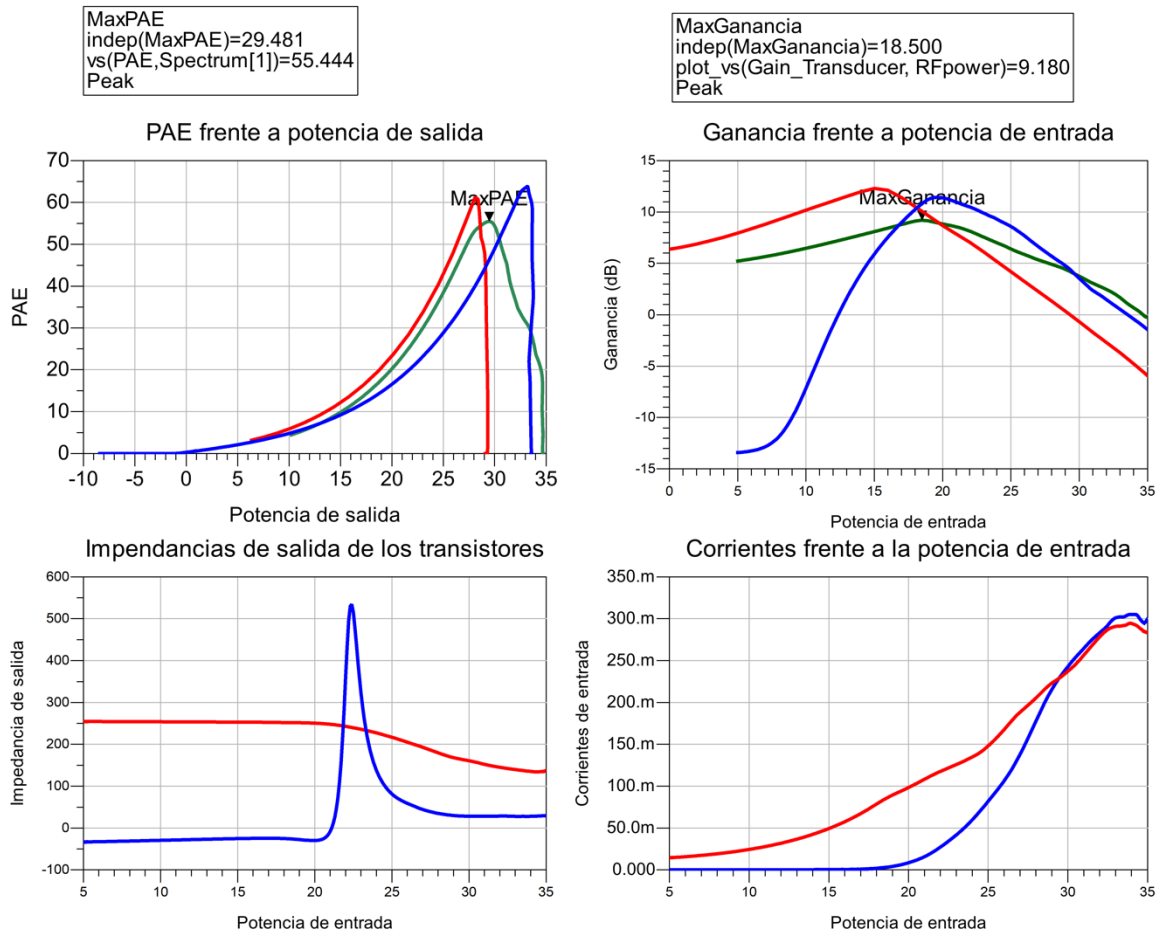 MaxPAE
indep(MaxPAE)=29.481
vs(PAE,Spectrum[1])=55.444
Peak
MaxGanancia
indep(MaxGanancia)=18.500
plot_vs(Gain_Transducer, RFpower)=9.180
Peak
PAE frente a potencia de salida
70
60
50
40
30
20
10
0
PAE
MaxPAE
-10 -5 0 5 10 15 20 25 30 35
Potencia de salida
Ganancia frente a potencia de entrada
15
10
5
0
-5
-10
-15
Ganancia (dB)
MaxGanancia
0 5 10 15 20 25 30 35
Potencia de entrada
Impendancias de salida de los transistores
600
500
400
300
200
100
0
-100
Impedancia de salida
5 10 15 20 25 30 35
Potencia de entrada
Corrientes frente a la potencia de entrada
350.m
300.m
250.m
200.m
150.m
100.m
50.0m
0.000
Corrientes de entrada
5 10 15 20 25 30 35
Potencia de entrada